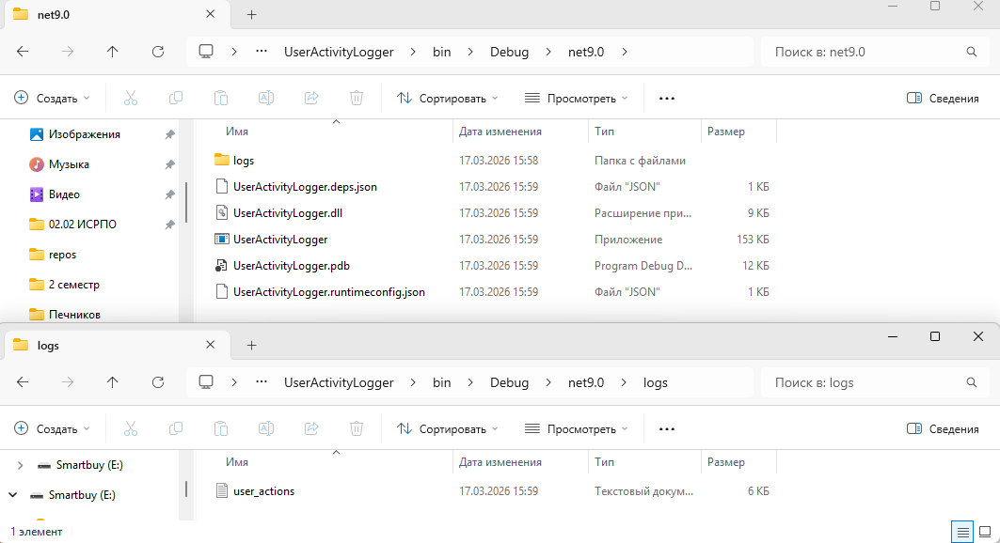 net9.0
UserActivityLogger bin Debug net9.0 Поиск в: net9.0
Создать Сортировать Просмотреть Сведения
Имя Дата изменения Тип Размер
Изображения
Музыка
Видео
02.02 ИСРПО
repos
2 семестр
Печников
logs 17.03.2026 15:58 Папка с файлами
UserActivityLogger.deps.json 17.03.2026 15:59 Файл "JSON" 1 КБ
UserActivityLogger.dll 17.03.2026 15:59 Расширение при... 9 КБ
UserActivityLogger 17.03.2026 15:59 Приложение 153 КБ
UserActivityLogger.pdb 17.03.2026 15:59 Program Debug D... 12 КБ
UserActivityLogger.runtimeconfig.json 17.03.2026 15:59 Файл "JSON" 1 КБ
logs
UserActivityLogger bin Debug net9.0 logs Поиск в: logs
Создать Сортировать Просмотреть Сведения
Имя Дата изменения Тип Размер
Smartbuy (E:)
Smartbuy (E:)
user_actions 17.03.2026 15:59 Текстовый докум... 6 КБ
1 элемент